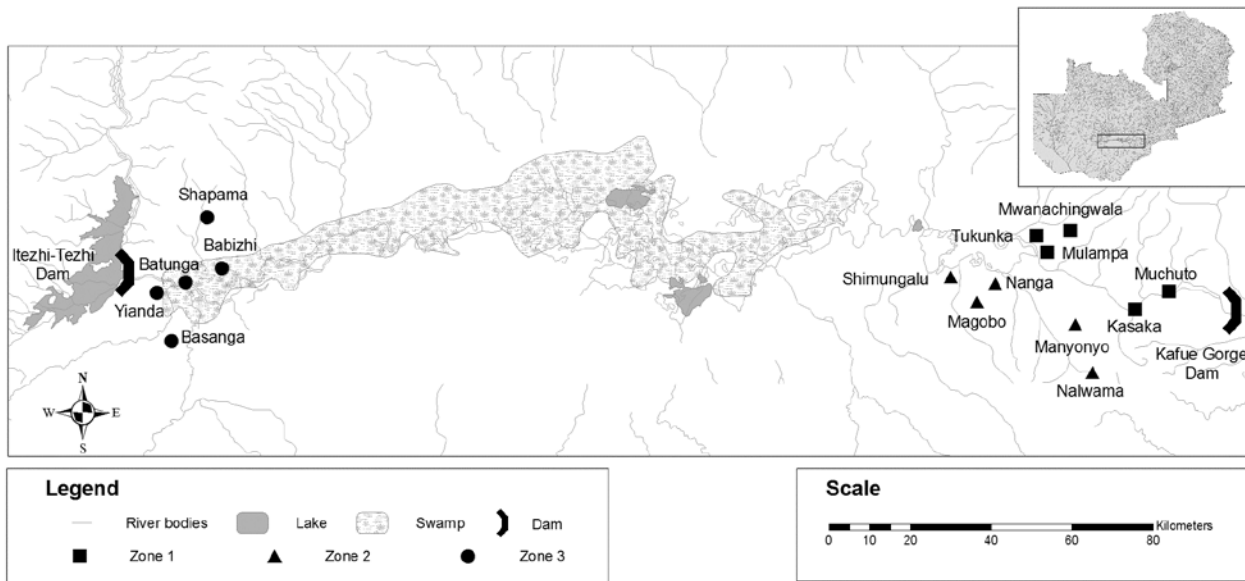 Shapama
Babizhi
Itezhi-Tezhi
Dam
Batunga
Yianda
Basanga
Mwanachingwala
Tukunka
Mulampa
Shimungalu
Nanga
Muchuto
Magobo
Kasaka
Manyonyo
Kafue Gorge
Dam
Nalwama
N
W E
S
Legend
River bodies Lake Swamp Dam
Zone 1 Zone 2 Zone 3
Scale
Kilometers
0 10 20 40 60 80